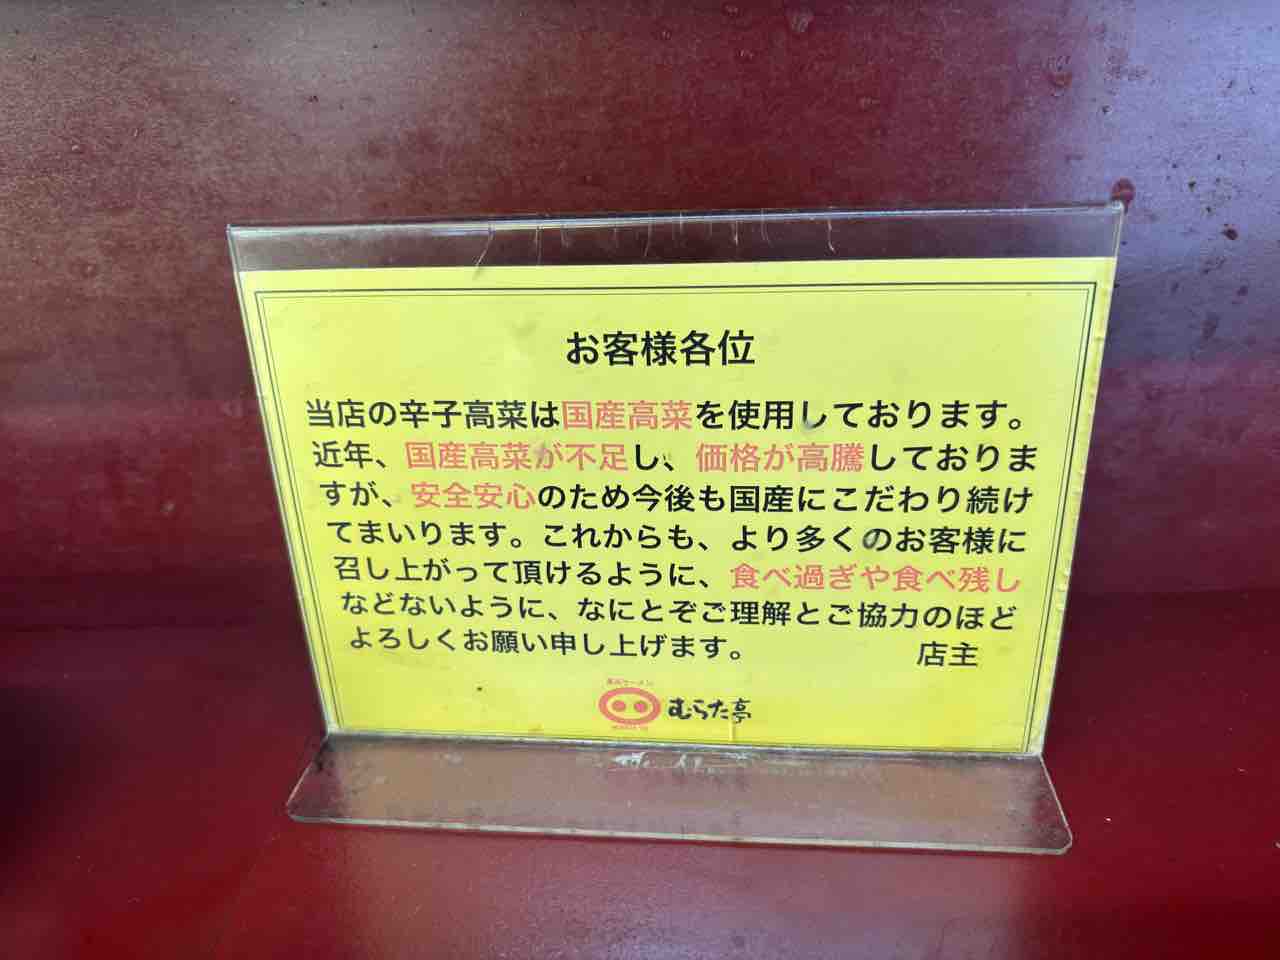 お客様各位
当店の辛子高菜は国産高菜を使用しております。
近年、国産高菜が不足し、価格が高騰しておりま
すが、安全安心のため今後も国産にこだわり続け
てまいります。これからも、より多くのお客様に
召し上がって頂けるように、食べ過ぎや食べ残し
などないように、なにとぞご理解とご協力のほど
よろしくお願い申し上げます。 店主
むらた亭